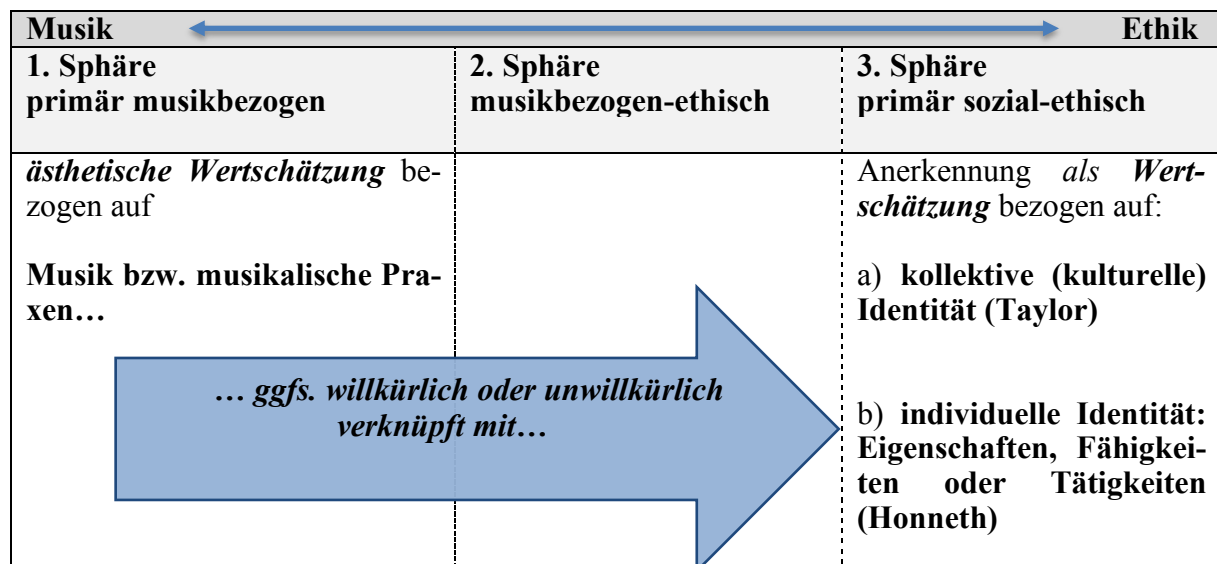 Musik Ethik
1. Sphäre
primär musikbezogen
2. Sphäre
musikbezogen-ethisch
3. Sphäre
primär sozial-ethisch
ästhetische Wertschätzung be-
zogen auf
Musik bzw. musikalische Pra-
xen…
… ggfs. willkürlich oder unwillkürlich
verknüpft mit…
Anerkennung als Wert-
schätzung bezogen auf:
a) kollektive (kulturelle)
Identität (Taylor)
b) individuelle Identität:
Eigenschaften, Fähigkei-
ten oder Tätigkeiten
(Honneth)